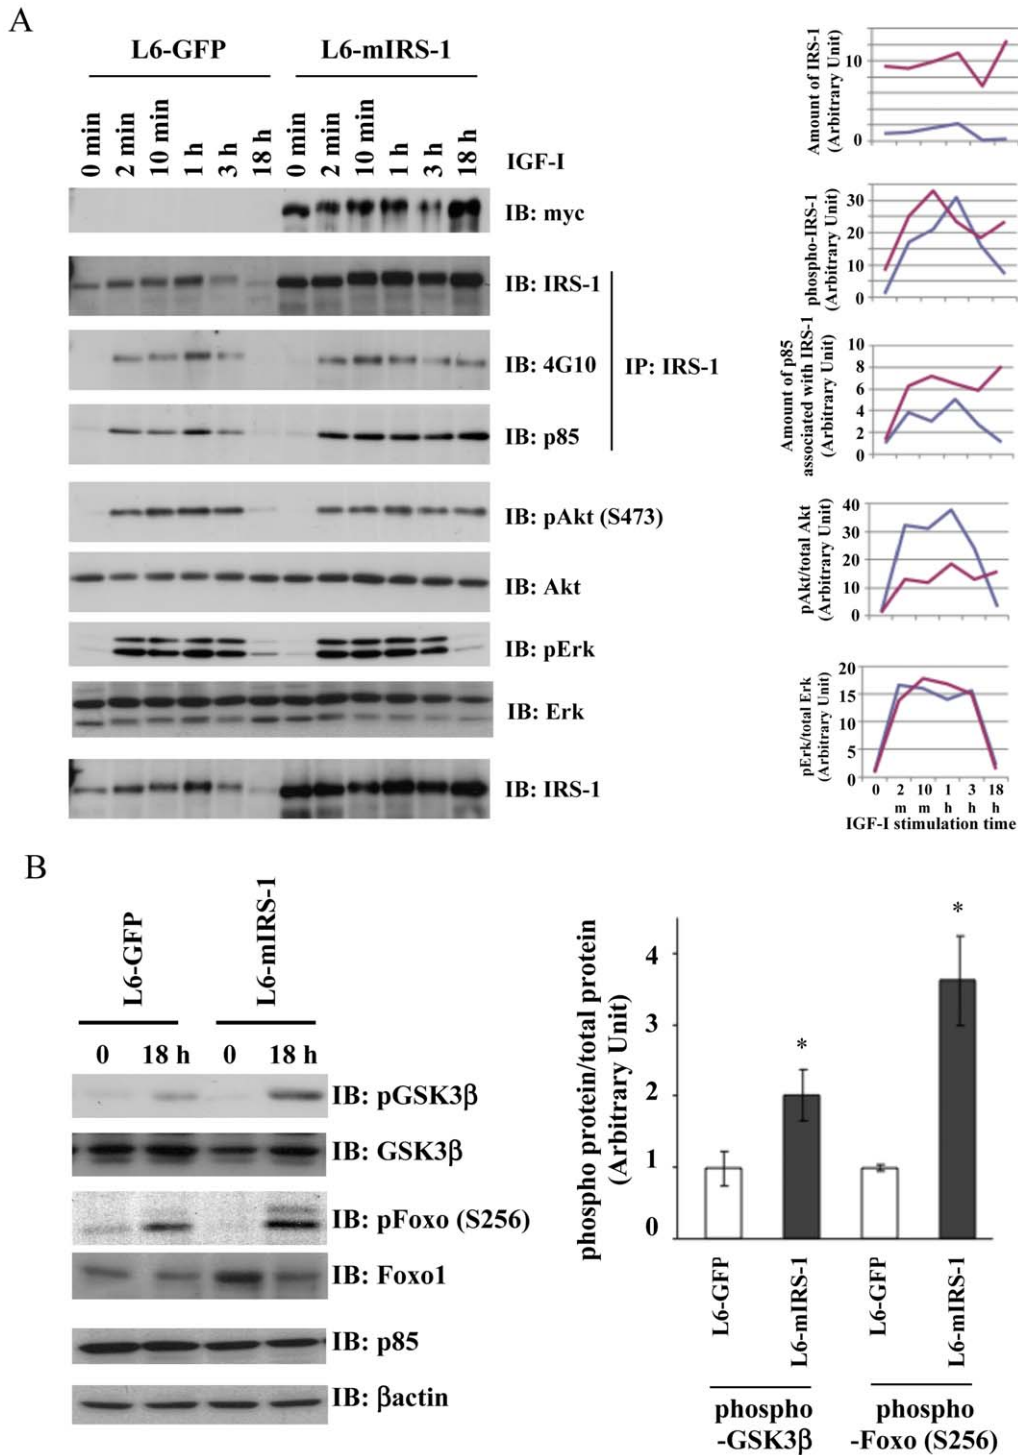 A
L6-GFP
L6-mIRS-1
0 min
2 min
10 min
1 h
3 h
18 h
0 min
2 min
10 min
1 h
3 h
18 h
IGF-I
IB: myc
IB: IRS-1
IB: 4G10
IP: IRS-1
IB: p85
IB: pAkt (S473)
IB: Akt
IB: pErk
IB: Erk
IB: IRS-1
Amount of IRS-1
(Arbitrary Unit)
10
0
phospho-IRS-1
(Arbitrary Unit)
30
20
10
0
Amount of p85
associated with IRS-1
(Arbitrary Unit)
10
8
6
4
2
0
pAkt/total Akt
(Arbitrary Unit)
40
30
20
10
0
pErk/total Erk
(Arbitrary Unit)
20
15
10
5
0
0 2 10 1 3 18
m m h h h
IGF-I stimulation time
B
L6-GFP
L6-mIRS-1
0 18 h 0 18 h
IB: pGSK3β
IB: GSK3β
IB: pFoxo (S256)
IB: Foxo1
IB: p85
IB: βactin
phospho protein/total protein
(Arbitrary Unit)
4
3
2
1
0
*
*
L6-GFP
L6-mIRS-1
L6-GFP
L6-mIRS-1
phospho
-GSK3β
phospho
-Foxo (S256)